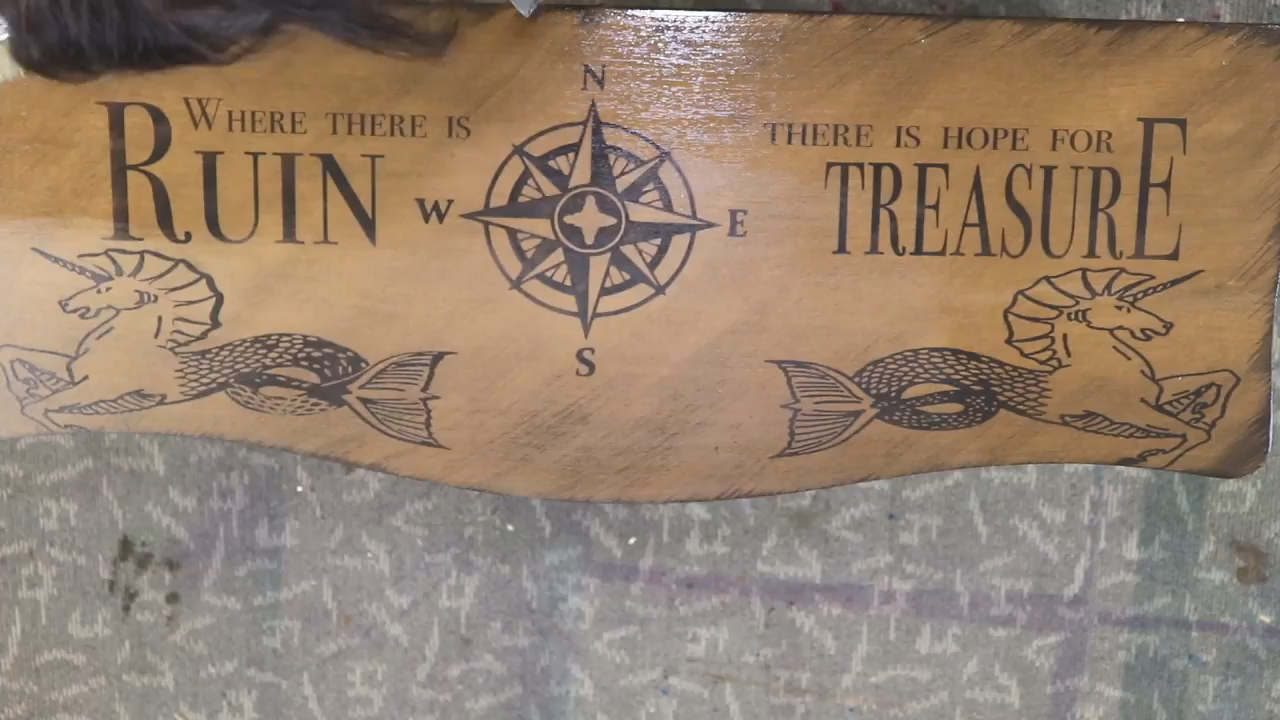 WHERE THERE IS
RUIN
N
W
E
S
THERE IS HOPE FOR
TREASURE